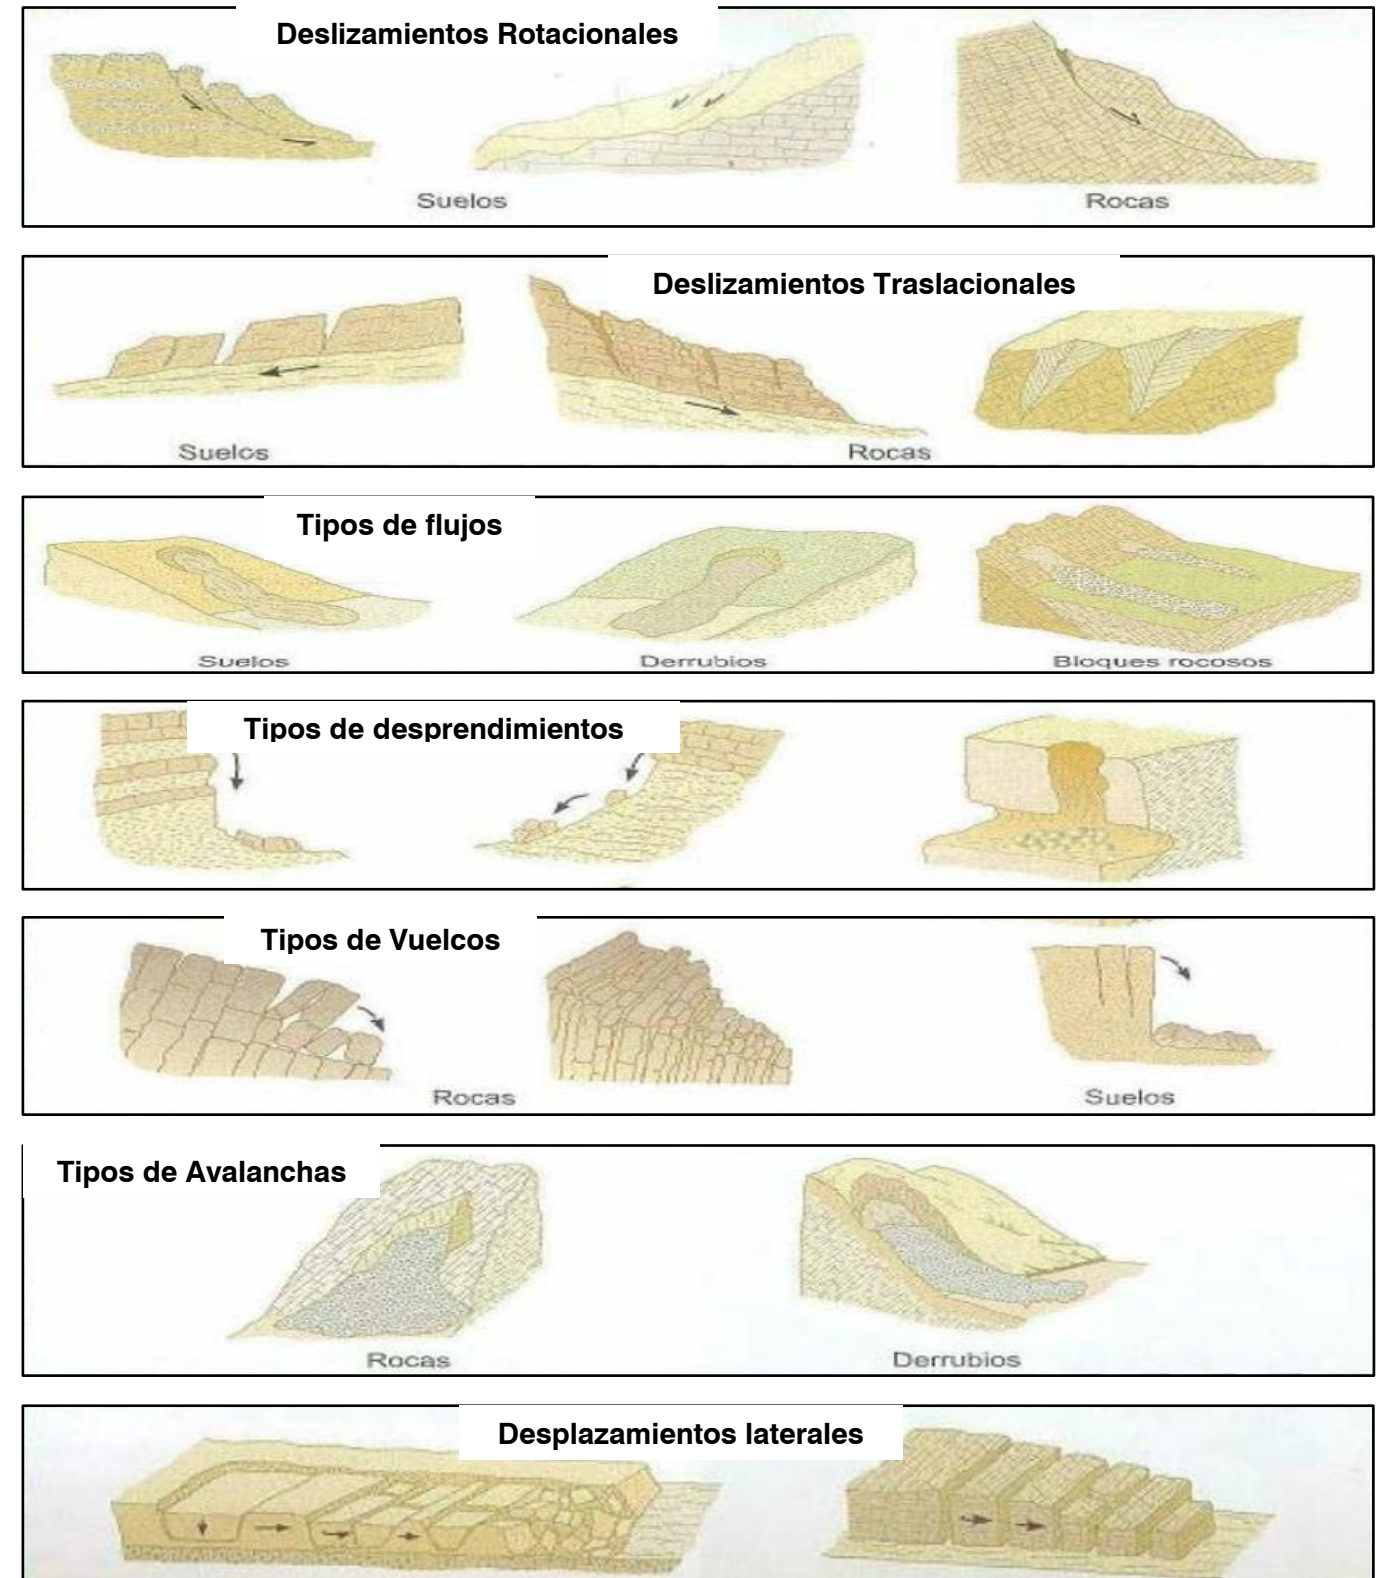 Deslizamientos Rotacionales
Suelos
Rocas
Deslizamientos Traslacionales
Suelos
Rocas
Tipos de flujos
Suelos
Derrubios
Bloques rocosos
Tipos de desprendimientos
Tipos de Vuelcos
Rocas
Suelos
Tipos de Avalanchas
Rocas
Derrubios
Desplazamientos laterales